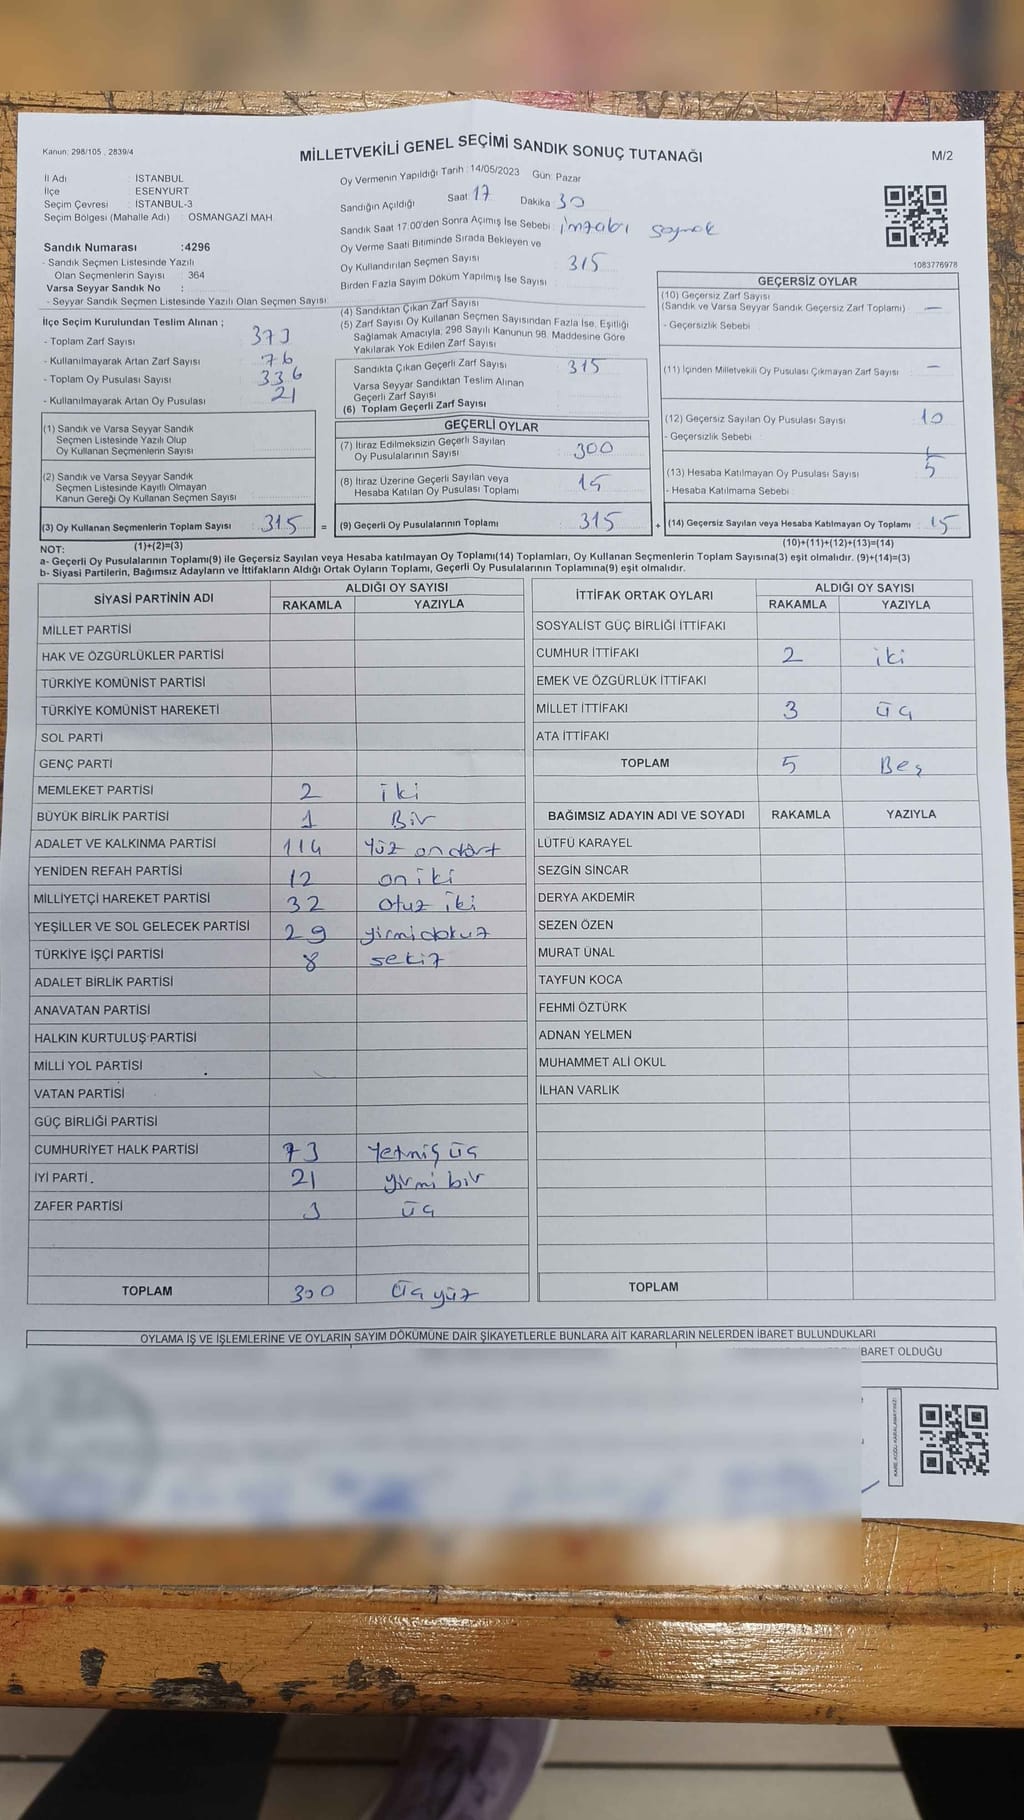 Kanun: 298/105 , 2839/4
MİLLETVEKİLİ GENEL SEÇİMİ SANDIK SONUÇ TUTANAĞI
M/2
İl Adı : İSTANBUL
İlçe : ESENYURT
Seçim Çevresi : İSTANBUL-3
Seçim Bölgesi (Mahalle Adı) : OSMANGAZİ MAH.
Sandık Numarası :4296
- Sandık Seçmen Listesinde Yazılı
Olan Seçmenlerin Sayısı : 364
Varsa Seyyar Sandık No :
- Seyyar Sandık Seçmen Listesinde Yazılı Olan Seçmen Sayısı:
Oy Vermenin Yapıldığı Tarih : 14/05/2023 Gün: Pazar
Sandığın Açıldığı Saat 17 Dakika 30
Sandık Saat 17:00'den Sonra Açımış İse Sebebi :
Oy Verme Saati Bitiminde Sırada Bekleyen ve
Oy Kullandırılan Seçmen Sayısı 315
Birden Fazla Sayım Döküm Yapılmış İse Sayısı
1083776978
İlçe Seçim Kurulundan Teslim Alınan ;
- Toplam Zarf Sayısı 373
- Kullanılmayarak Artan Zarf Sayısı 76
- Toplam Oy Pusulası Sayısı 336
- Kullanılmayarak Artan Oy Pusulası 21
(1) Sandık ve Varsa Seyyar Sandık
Seçmen Listesinde Yazılı Olup
Oy Kullanan Seçmenlerin Sayısı
(2) Sandık ve Varsa Seyyar Sandık
Seçmen Listesinde Kayıtlı Olmayan
Kanun Gereği Oy Kullanan Seçmen Sayısı
(3) Oy Kullanan Seçmenlerin Toplam Sayısı 315 =
(1)+(2)=(3)
(4) Sandıktan Çıkan Zarf Sayısı
(5) Zarf Sayısı Oy Kullanan Seçmen Sayısından Fazla İse, Eşitliği
Sağlamak Amacıyla, 298 Sayılı Kanunun 98. Maddesine Göre
Yakılarak Yok Edilen Zarf Sayısı
Sandıkta Çıkan Geçerli Zarf Sayısı 315
Varsa Seyyar Sandıktan Teslim Alınan
Geçerli Zarf Sayısı
(6) Toplam Geçerli Zarf Sayısı
GEÇERLİ OYLAR
(7) İtiraz Edilmeksizin Geçerli Sayılan
Oy Pusulalarının Sayısı 300
(8) İtiraz Üzerine Geçerli Sayılan veya
Hesaba Katılan Oy Pusulası Toplamı 15
(9) Geçerli Oy Pusulalarının Toplamı 315 +
GEÇERSİZ OYLAR
(10) Geçersiz Zarf Sayısı
(Sandık ve Varsa Seyyar Sandık Geçersiz Zarf Toplamı) —
- Geçersizlik Sebebi
(11) İçinden Milletvekili Oy Pusulası Çıkmayan Zarf Sayısı —
(12) Geçersiz Sayılan Oy Pusulası Sayısı 10
- Geçersizlik Sebebi
(13) Hesaba Katılmayan Oy Pusulası Sayısı 5
- Hesaba Katılmama Sebebi
(14) Geçersiz Sayılan veya Hesaba Katılmayan Oy Toplamı 15
(10)+(11)+(12)+(13)=(14)
NOT:
a- Geçerli Oy Pusulalarının Toplamı(9) ile Geçersiz Sayılan veya Hesaba katılmayan Oy Toplamı(14) Toplamları, Oy Kullanan Seçmenlerin Toplam Sayısına(3) eşit olmalıdır. (9)+(14)=(3)
b- Siyasi Partilerin, Bağımsız Adayların ve İttifakların Aldığı Ortak Oyların Toplamı, Geçerli Oy Pusulalarının Toplamına(9) eşit olmalıdır.
SİYASİ PARTİNİN ADI ALDIĞI OY SAYISI
RAKAMLA YAZIYLA
MİLLET PARTİSİ
HAK VE ÖZGÜRLÜKLER PARTİSİ
TÜRKİYE KOMÜNİST PARTİSİ
TÜRKİYE KOMÜNİST HAREKETİ
SOL PARTİ
GENÇ PARTİ
MEMLEKET PARTİSİ 2 iki
BÜYÜK BİRLİK PARTİSİ 1 Bir
ADALET VE KALKINMA PARTİSİ 114 Yüz ondört
YENİDEN REFAH PARTİSİ 12 oniki
MİLLİYETÇİ HAREKET PARTİSİ 32 otuz iki
YEŞİLLER VE SOL GELECEK PARTİSİ 29 yirmidokuz
TÜRKİYE İŞÇİ PARTİSİ 8 sekiz
ADALET BİRLİK PARTİSİ
ANAVATAN PARTİSİ
HALKIN KURTULUŞ PARTİSİ
MİLLİ YOL PARTİSİ
VATAN PARTİSİ
GÜÇ BİRLİĞİ PARTİSİ
CUMHURİYET HALK PARTİSİ 73 Yetmiş üç
İYİ PARTİ 21 yirmi bir
ZAFER PARTİSİ 3 üç
TOPLAM 300 Üç yüz
İTTİFAK ORTAK OYLARI ALDIĞI OY SAYISI
RAKAMLA YAZIYLA
SOSYALİST GÜÇ BİRLİĞİ İTTİFAKI
CUMHUR İTTİFAKI 2 iki
EMEK VE ÖZGÜRLÜK İTTİFAKI
MİLLET İTTİFAKI 3 üç
ATA İTTİFAKI
TOPLAM 5 Beş
BAĞIMSIZ ADAYIN ADI VE SOYADI RAKAMLA YAZIYLA
LÜTFÜ KARAYEL
SEZGİN SİNCAR
DERYA AKDEMİR
SEZEN ÖZEN
MURAT ÜNAL
TAYFUN KOCA
FEHMİ ÖZTÜRK
ADNAN YELMEN
MUHAMMET ALİ OKUL
İLHAN VARLIK
TOPLAM
OYLAMA İŞ VE İŞLEMLERİNE VE OYLARIN SAYIM DÖKÜMÜNE DAİR ŞİKAYETLERLE BUNLARA AİT KARARLARIN NELERDEN İBARET BULUNDUKLARI
BARET OLDUĞU